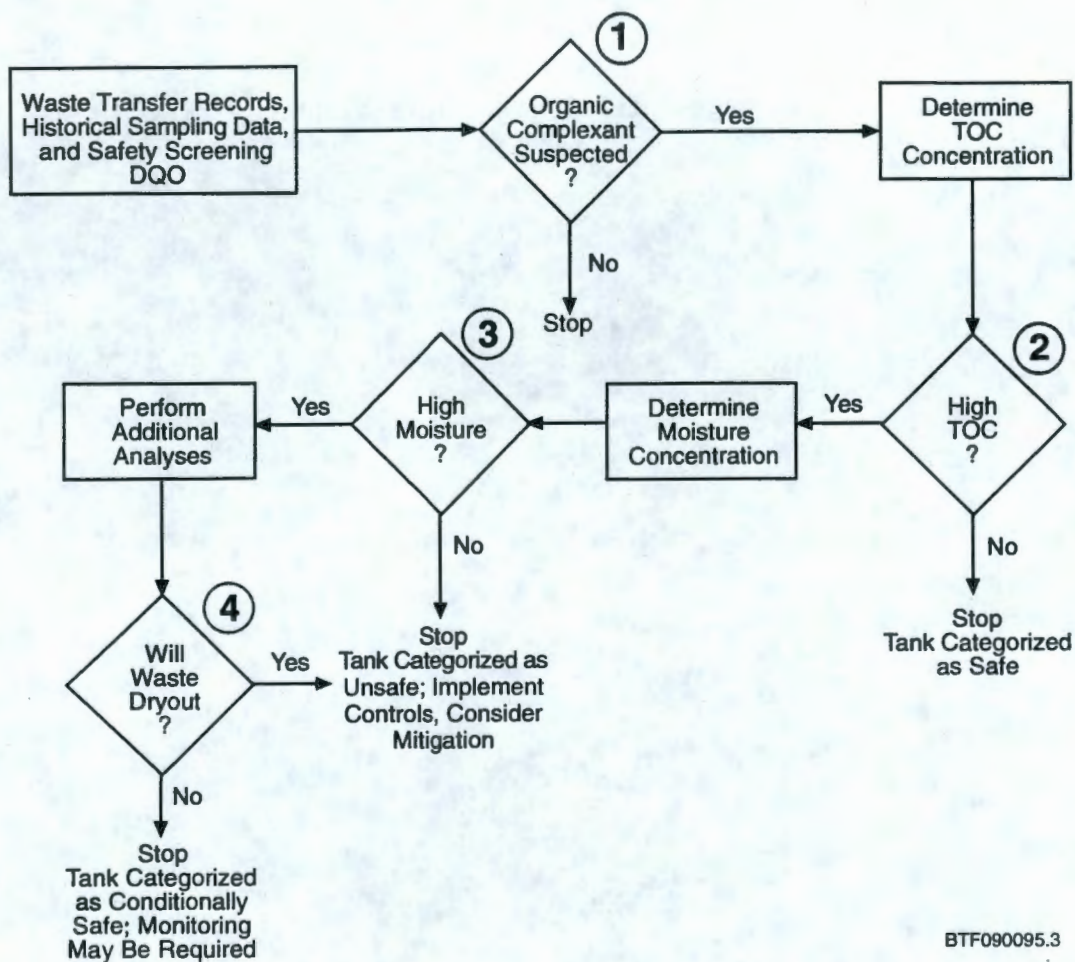 Waste Transfer Records,
Historical Sampling Data,
and Safety Screening
DQO
1
Organic
Complexant
Suspected
?
Yes
Determine
TOC
Concentration
No
Stop
2
High
TOC
?
Yes
No
Stop
Tank Categorized
as Safe
Determine
Moisture
Concentration
3
High
Moisture
?
Yes
No
Stop
Tank Categorized as
Unsafe; Implement
Controls, Consider
Mitigation
Perform
Additional
Analyses
4
Will
Waste
Dryout
?
Yes
No
Stop
Tank Categorized
as Conditionally
Safe; Monitoring
May Be Required
BTF090095.3